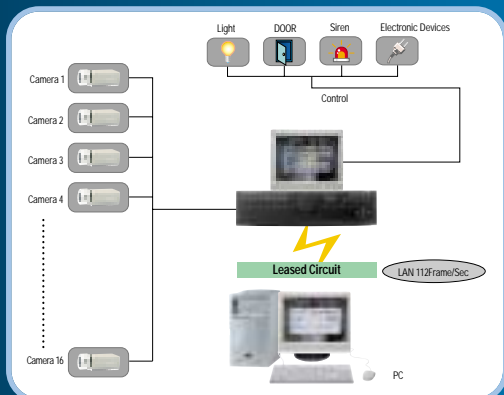 Light DOOR Siren Electronic Devices
Control
Camera 1
Camera 2
Camera 3
Camera 4
Camera 16
Leased Circuit
LAN 112Frame/Sec
PC